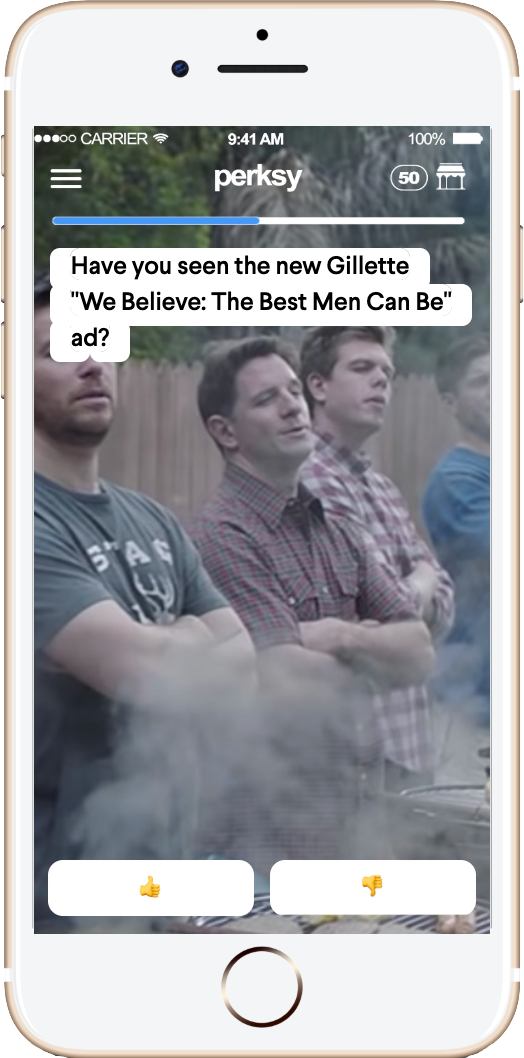 CARRIER 9:41 AM 100%
perksy 50
Have you seen the new Gillette
"We Believe: The Best Men Can Be"
ad?